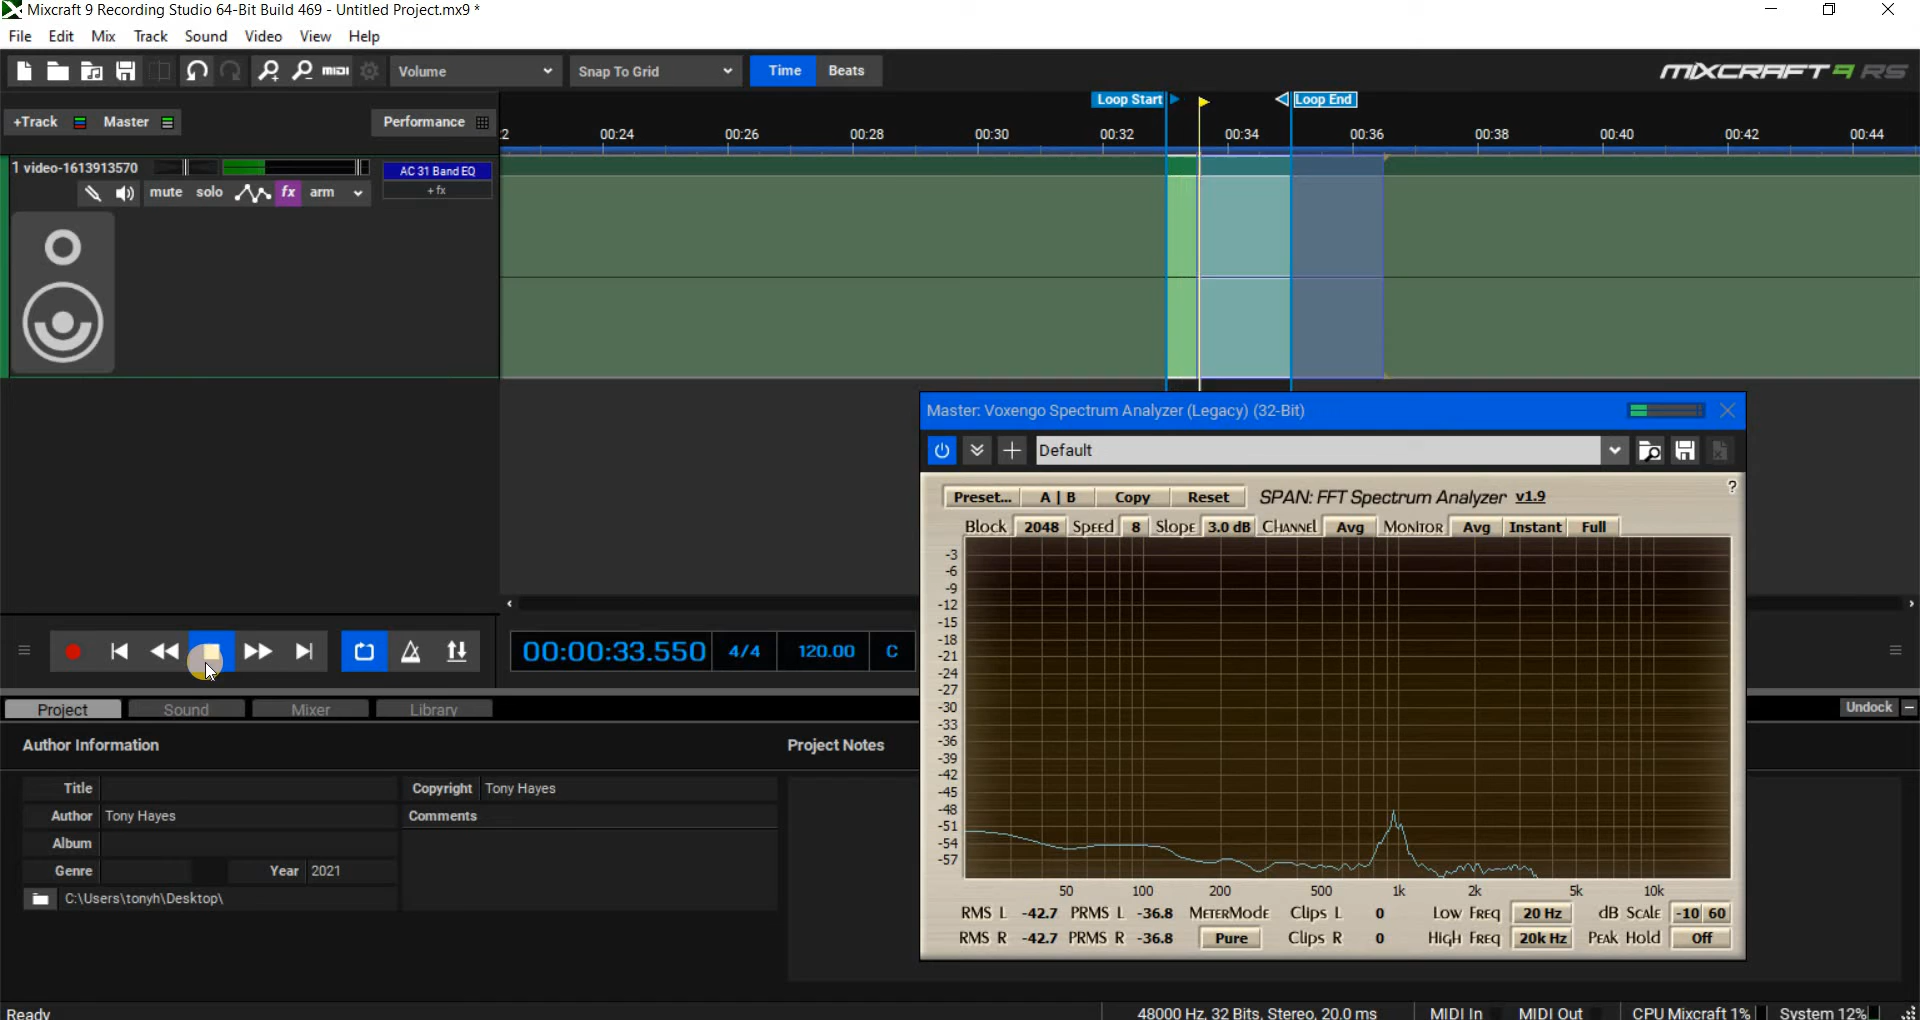 Mixcraft 9 Recording Studio 64-Bit Build 469 - Untitled Project.mx9 *
File Edit Mix Track Sound Video View Help
MIDI Volume Snap To Grid Time Beats MIXCRAFT 9 RS
Loop Start Loop End
+Track Master Performance
:2 00:24 00:26 00:28 00:30 00:32 00:34 00:36 00:38 00:40 00:42 00:44
1 video-1613913570 AC 31 Band EQ
mute solo fx arm +fx
Master: Voxengo Spectrum Analyzer (Legacy) (32-Bit)
Default
Preset... A | B Copy Reset SPAN: FFT Spectrum Analyzer v1.9 ?
Block 2048 Speed 8 Slope 3.0 dB Channel Avg Monitor Avg Instant Full
-3
-6
-9
-12
-15
-18
-21
-24
-27
-30
-33
-36
-39
-42
-45
-48
-51
-54
-57
50 100 200 500 1k 2k 5k 10k
RMS L -42.7 PRMS L -36.8 MeterMode Clips L 0 Low Freq 20 Hz dB Scale -10 60
RMS R -42.7 PRMS R -36.8 Pure Clips R 0 High Freq 20k Hz Peak Hold Off
00:00:33.550 4/4 120.00 C
Project Sound Mixer Library Undock
Author Information Project Notes
Title Copyright Tony Hayes
Author Tony Hayes Comments
Album
Genre Year 2021
C:\Users\tonyh\Desktop\
Ready 48000 Hz, 32 Bits, Stereo, 20.0 ms MIDI In MIDI Out CPU Mixcraft 1% System 12%